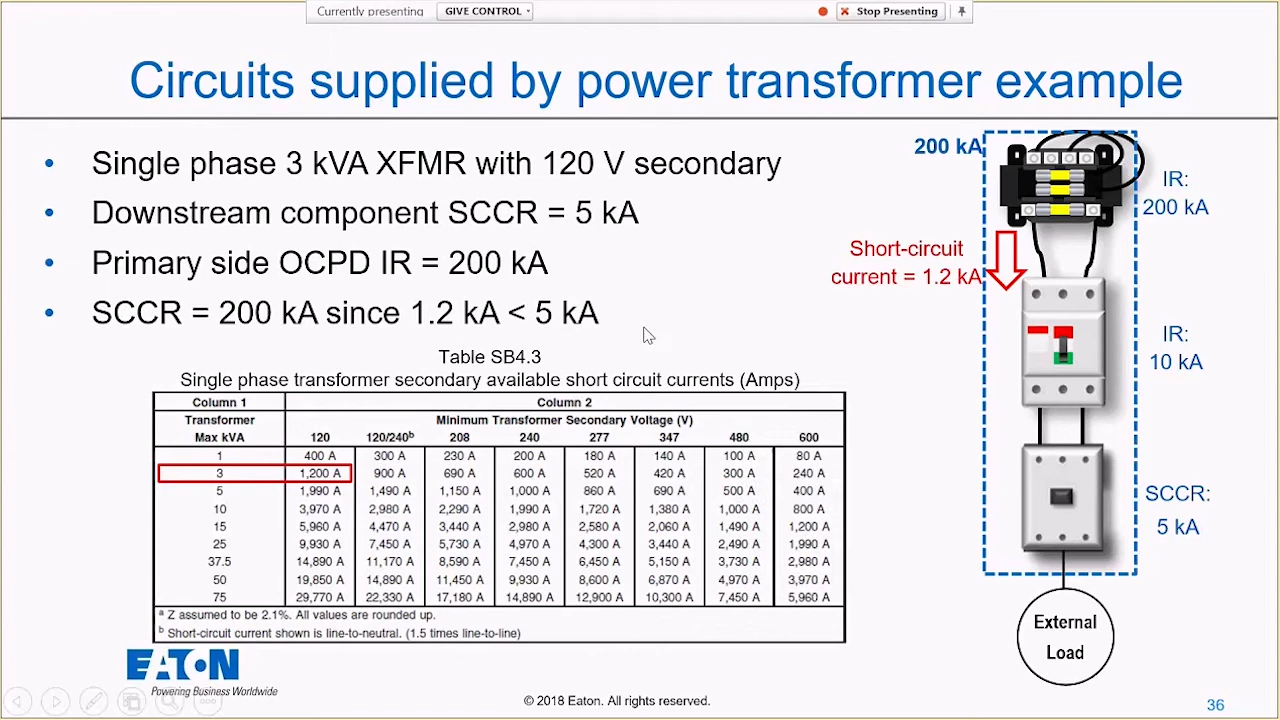 Currently presenting
GIVE CONTROL
Stop Presenting
Circuits supplied by power transformer example
• Single phase 3 kVA XFMR with 120 V secondary
• Downstream component SCCR = 5 kA
• Primary side OCPD IR = 200 kA
• SCCR = 200 kA since 1.2 kA < 5 kA
200 kA
IR:
200 kA
Short-circuit
current = 1.2 kA
IR:
10 kA
SCCR:
5 kA
External
Load
Table SB4.3
Single phase transformer secondary available short circuit currents (Amps)
Column 1 Column 2
Transformer Minimum Transformer Secondary Voltage (V)
Max kVA 120 120/240ᵇ 208 240 277 347 480 600
1 400 A 300 A 230 A 200 A 180 A 140 A 100 A 80 A
3 1,200 A 900 A 690 A 600 A 520 A 420 A 300 A 240 A
5 1,990 A 1,490 A 1,150 A 1,000 A 860 A 690 A 500 A 400 A
10 3,970 A 2,980 A 2,290 A 1,990 A 1,720 A 1,380 A 1,000 A 800 A
15 5,960 A 4,470 A 3,440 A 2,980 A 2,580 A 2,060 A 1,490 A 1,200 A
25 9,930 A 7,450 A 5,730 A 4,970 A 4,300 A 3,440 A 2,490 A 1,990 A
37.5 14,890 A 11,170 A 8,590 A 7,450 A 6,450 A 5,150 A 3,730 A 2,980 A
50 19,850 A 14,890 A 11,450 A 9,930 A 8,600 A 6,870 A 4,970 A 3,970 A
75 29,770 A 22,330 A 17,180 A 14,890 A 12,900 A 10,300 A 7,450 A 5,960 A
ᵃ Z assumed to be 2.1%. All values are rounded up.
ᵇ Short-circuit current shown is line-to-neutral. (1.5 times line-to-line)
EATON
Powering Business Worldwide
© 2018 Eaton. All rights reserved.
36